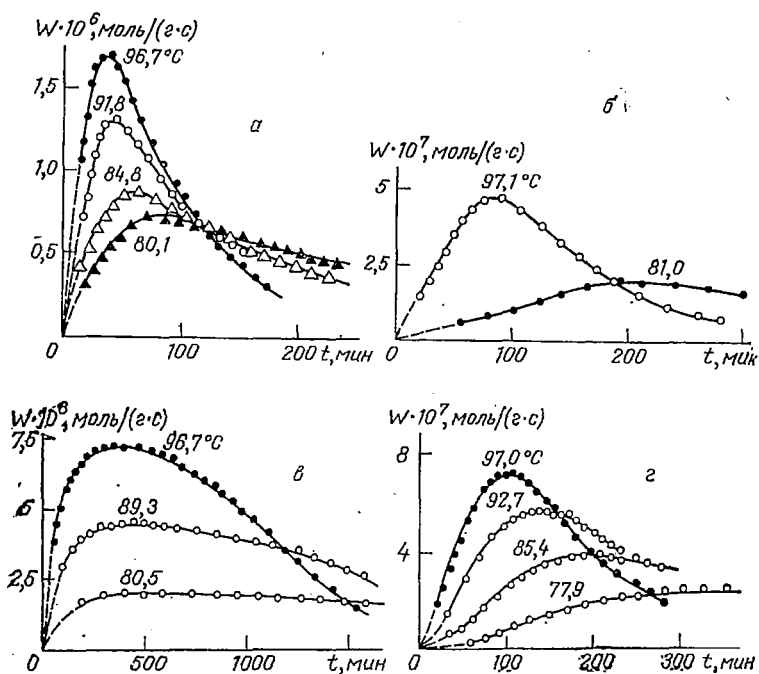 W·10⁶, моль/(г·с)
96,7°C
1,5
91,8
а
1,0
84,8
0,5
80,1
0
100
200 t, мин
б
W·10⁷, моль/(г·с)
5
97,1°C
2,5
81,0
0
100
200
t, мик
W·10⁸, моль/(г·с)
7,5
96,7°C
в
5
89,3
2,5
80,5
0
500
1000
t, мин
W·10⁷, моль/(г·с)
8
97,0°C
г
92,7
4
85,4
77,9
0
100
200
300 t, мин